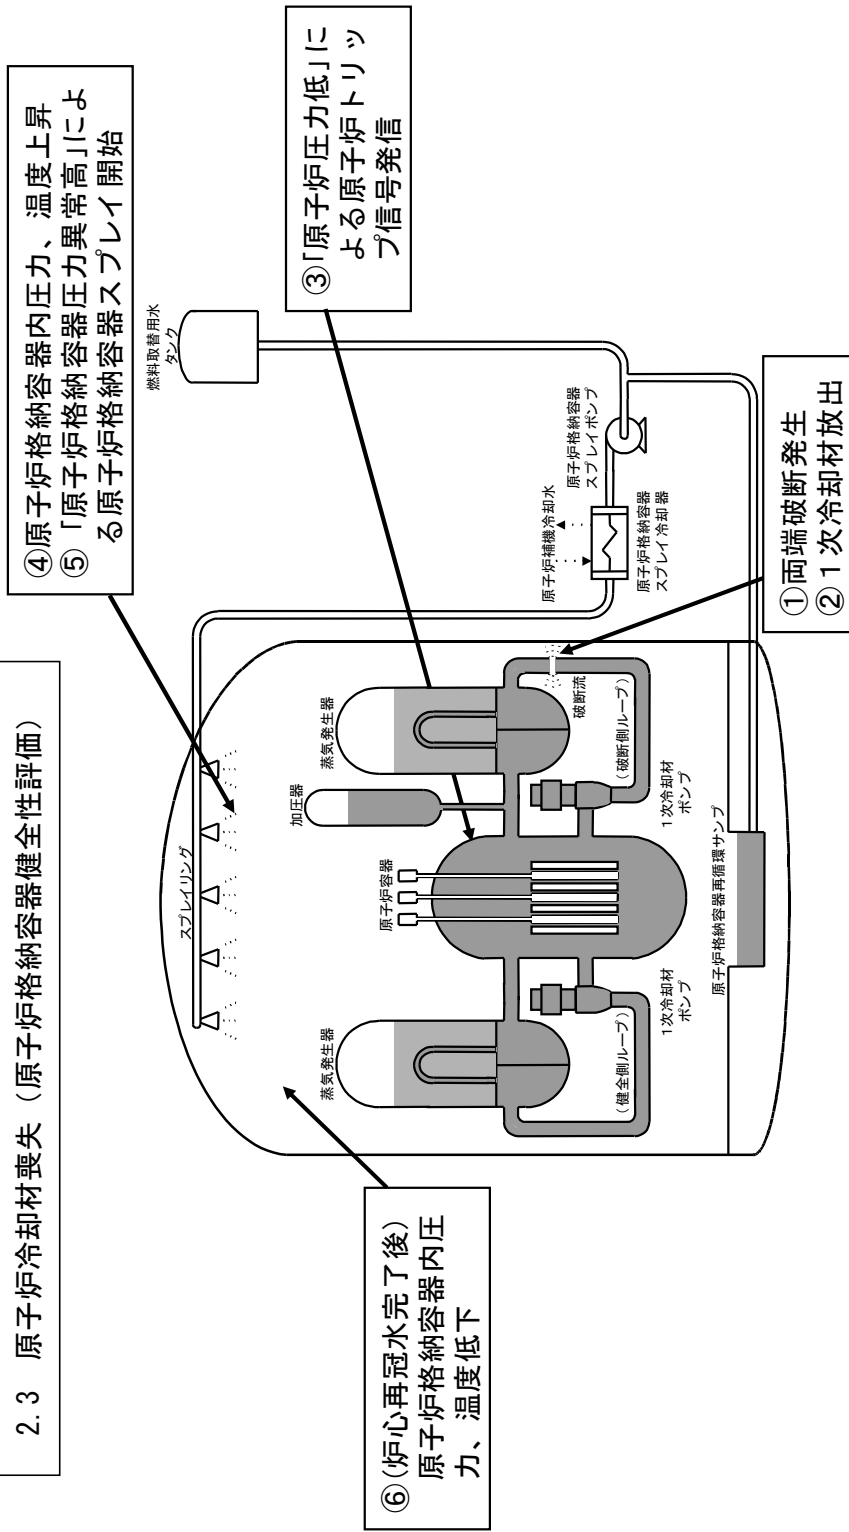 2.3 原子炉冷却材喪失（原子炉格納容器健全性評価）
④原子炉格納容器内圧力、温度上昇
⑤「原子炉格納容器圧力異常高」によ
る原子炉格納容器スプレイ開始
③「原子炉圧力低」に
よる原子炉トリッ
プ信号発信
⑥(炉心再冠水完了後)
原子炉格納容器内圧
力、温度低下
①両端破断発生
②１次冷却材放出
燃料取替用水
タンク
スプレイリング
蒸気発生器
原子炉容器
加圧器
蒸気発生器
破断流
(健全側ループ)
1次冷却材
ポンプ
(破断側ループ)
1次冷却材
ポンプ
原子炉格納容器再循環サンプ
原子炉補機冷却水
原子炉格納容器
スプレイポンプ
原子炉格納容器
スプレイ冷却器